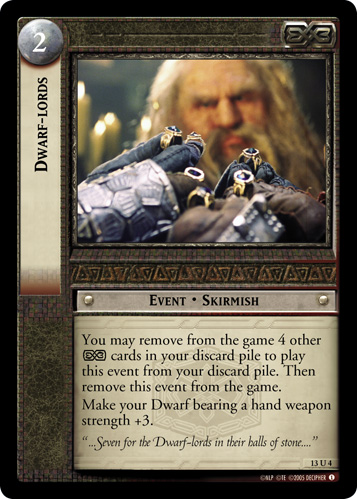 2
DWARF-LORDS
EVENT • SKIRMISH
You may remove from the game 4 other
cards in your discard pile to play
this event from your discard pile. Then
remove this event from the game.
Make your Dwarf bearing a hand weapon
strength +3.
“...Seven for the Dwarf-lords in their halls of stone....”
13 U 4
©NLP ©TE ©2005 DECIPHER